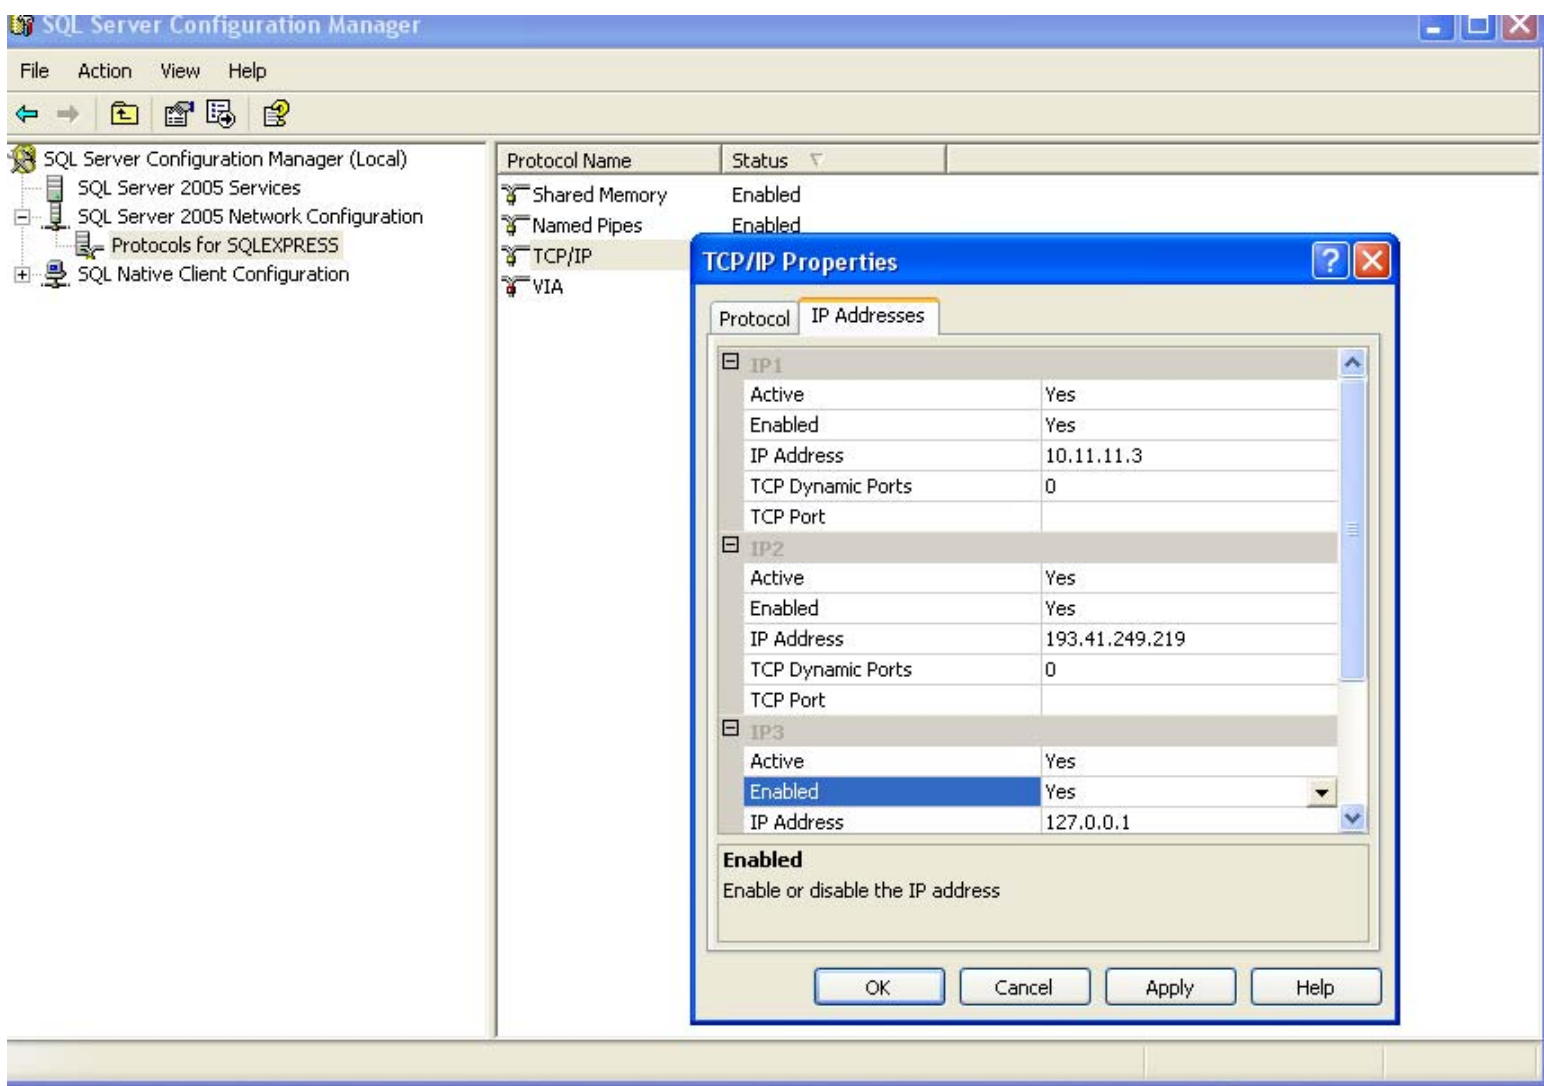 SQL Server Configuration Manager
File Action View Help
SQL Server Configuration Manager (Local)
SQL Server 2005 Services
SQL Server 2005 Network Configuration
Protocols for SQLEXPRESS
SQL Native Client Configuration
Protocol Name Status
Shared Memory Enabled
Named Pipes Enabled
TCP/IP
VIA
TCP/IP Properties
Protocol IP Addresses
IP1
Active Yes
Enabled Yes
IP Address 10.11.11.3
TCP Dynamic Ports 0
TCP Port
IP2
Active Yes
Enabled Yes
IP Address 193.41.249.219
TCP Dynamic Ports 0
TCP Port
IP3
Active Yes
Enabled Yes
IP Address 127.0.0.1
Enabled
Enable or disable the IP address
OK Cancel Apply Help